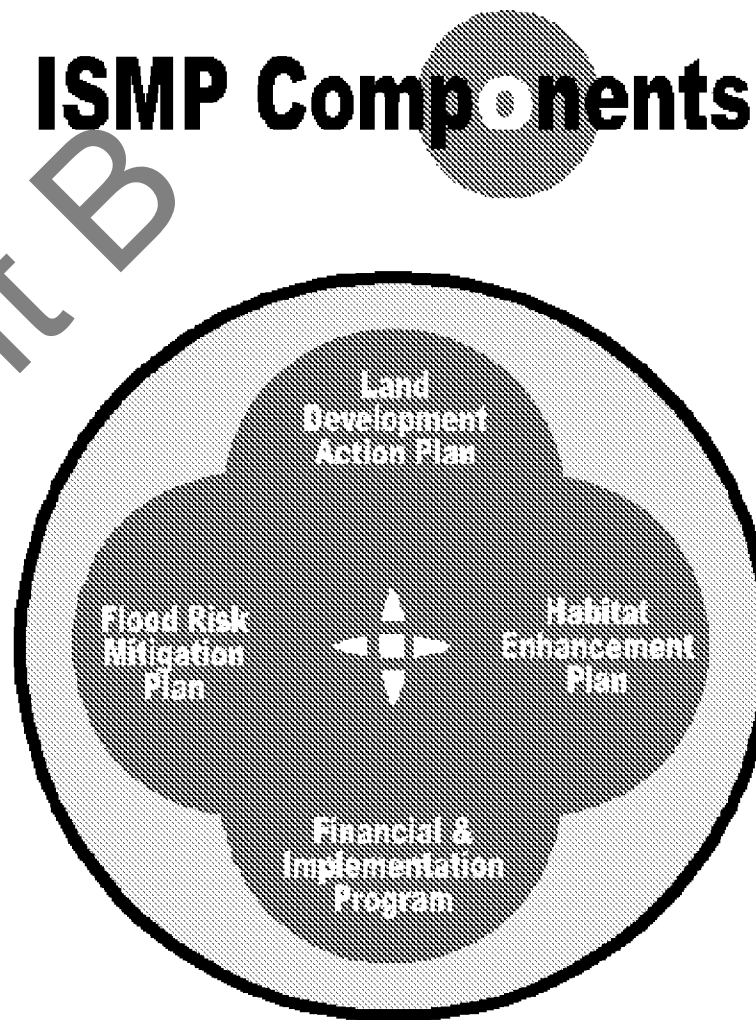 ISMP Components
t B
Land
Development
Action Plan
Flood Risk
Mitigation
Plan
Habitat
Enhancement
Plan
Financial &
Implementation
Program